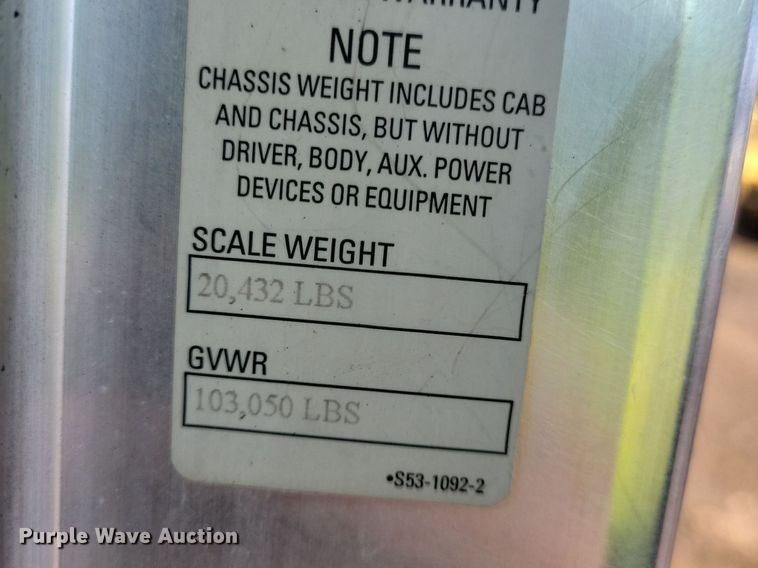 WARRANTY
NOTE
CHASSIS WEIGHT INCLUDES CAB
AND CHASSIS, BUT WITHOUT
DRIVER, BODY, AUX. POWER
DEVICES OR EQUIPMENT
SCALE WEIGHT
20,432 LBS
GVWR
103,050 LBS
•S53-1092-2
Purple Wave Auction